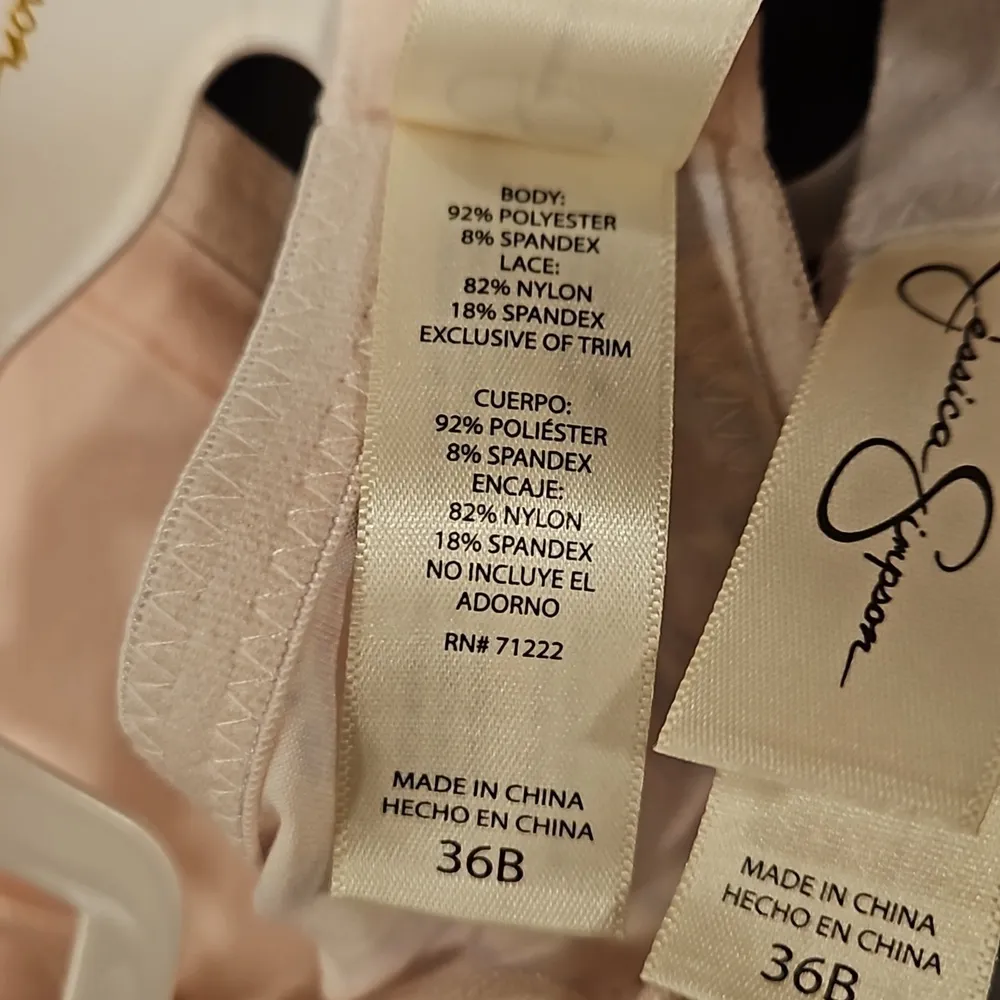 BODY:
92% POLYESTER
8% SPANDEX
LACE:
82% NYLON
18% SPANDEX
EXCLUSIVE OF TRIM
CUERPO:
92% POLIÉSTER
8% SPANDEX
ENCAJE:
82% NYLON
18% SPANDEX
NO INCLUYE EL
ADORNO
RN# 71222
MADE IN CHINA
HECHO EN CHINA
36B
Jessica
Simpson
MADE IN CHINA
HECHO EN CHINA
36B